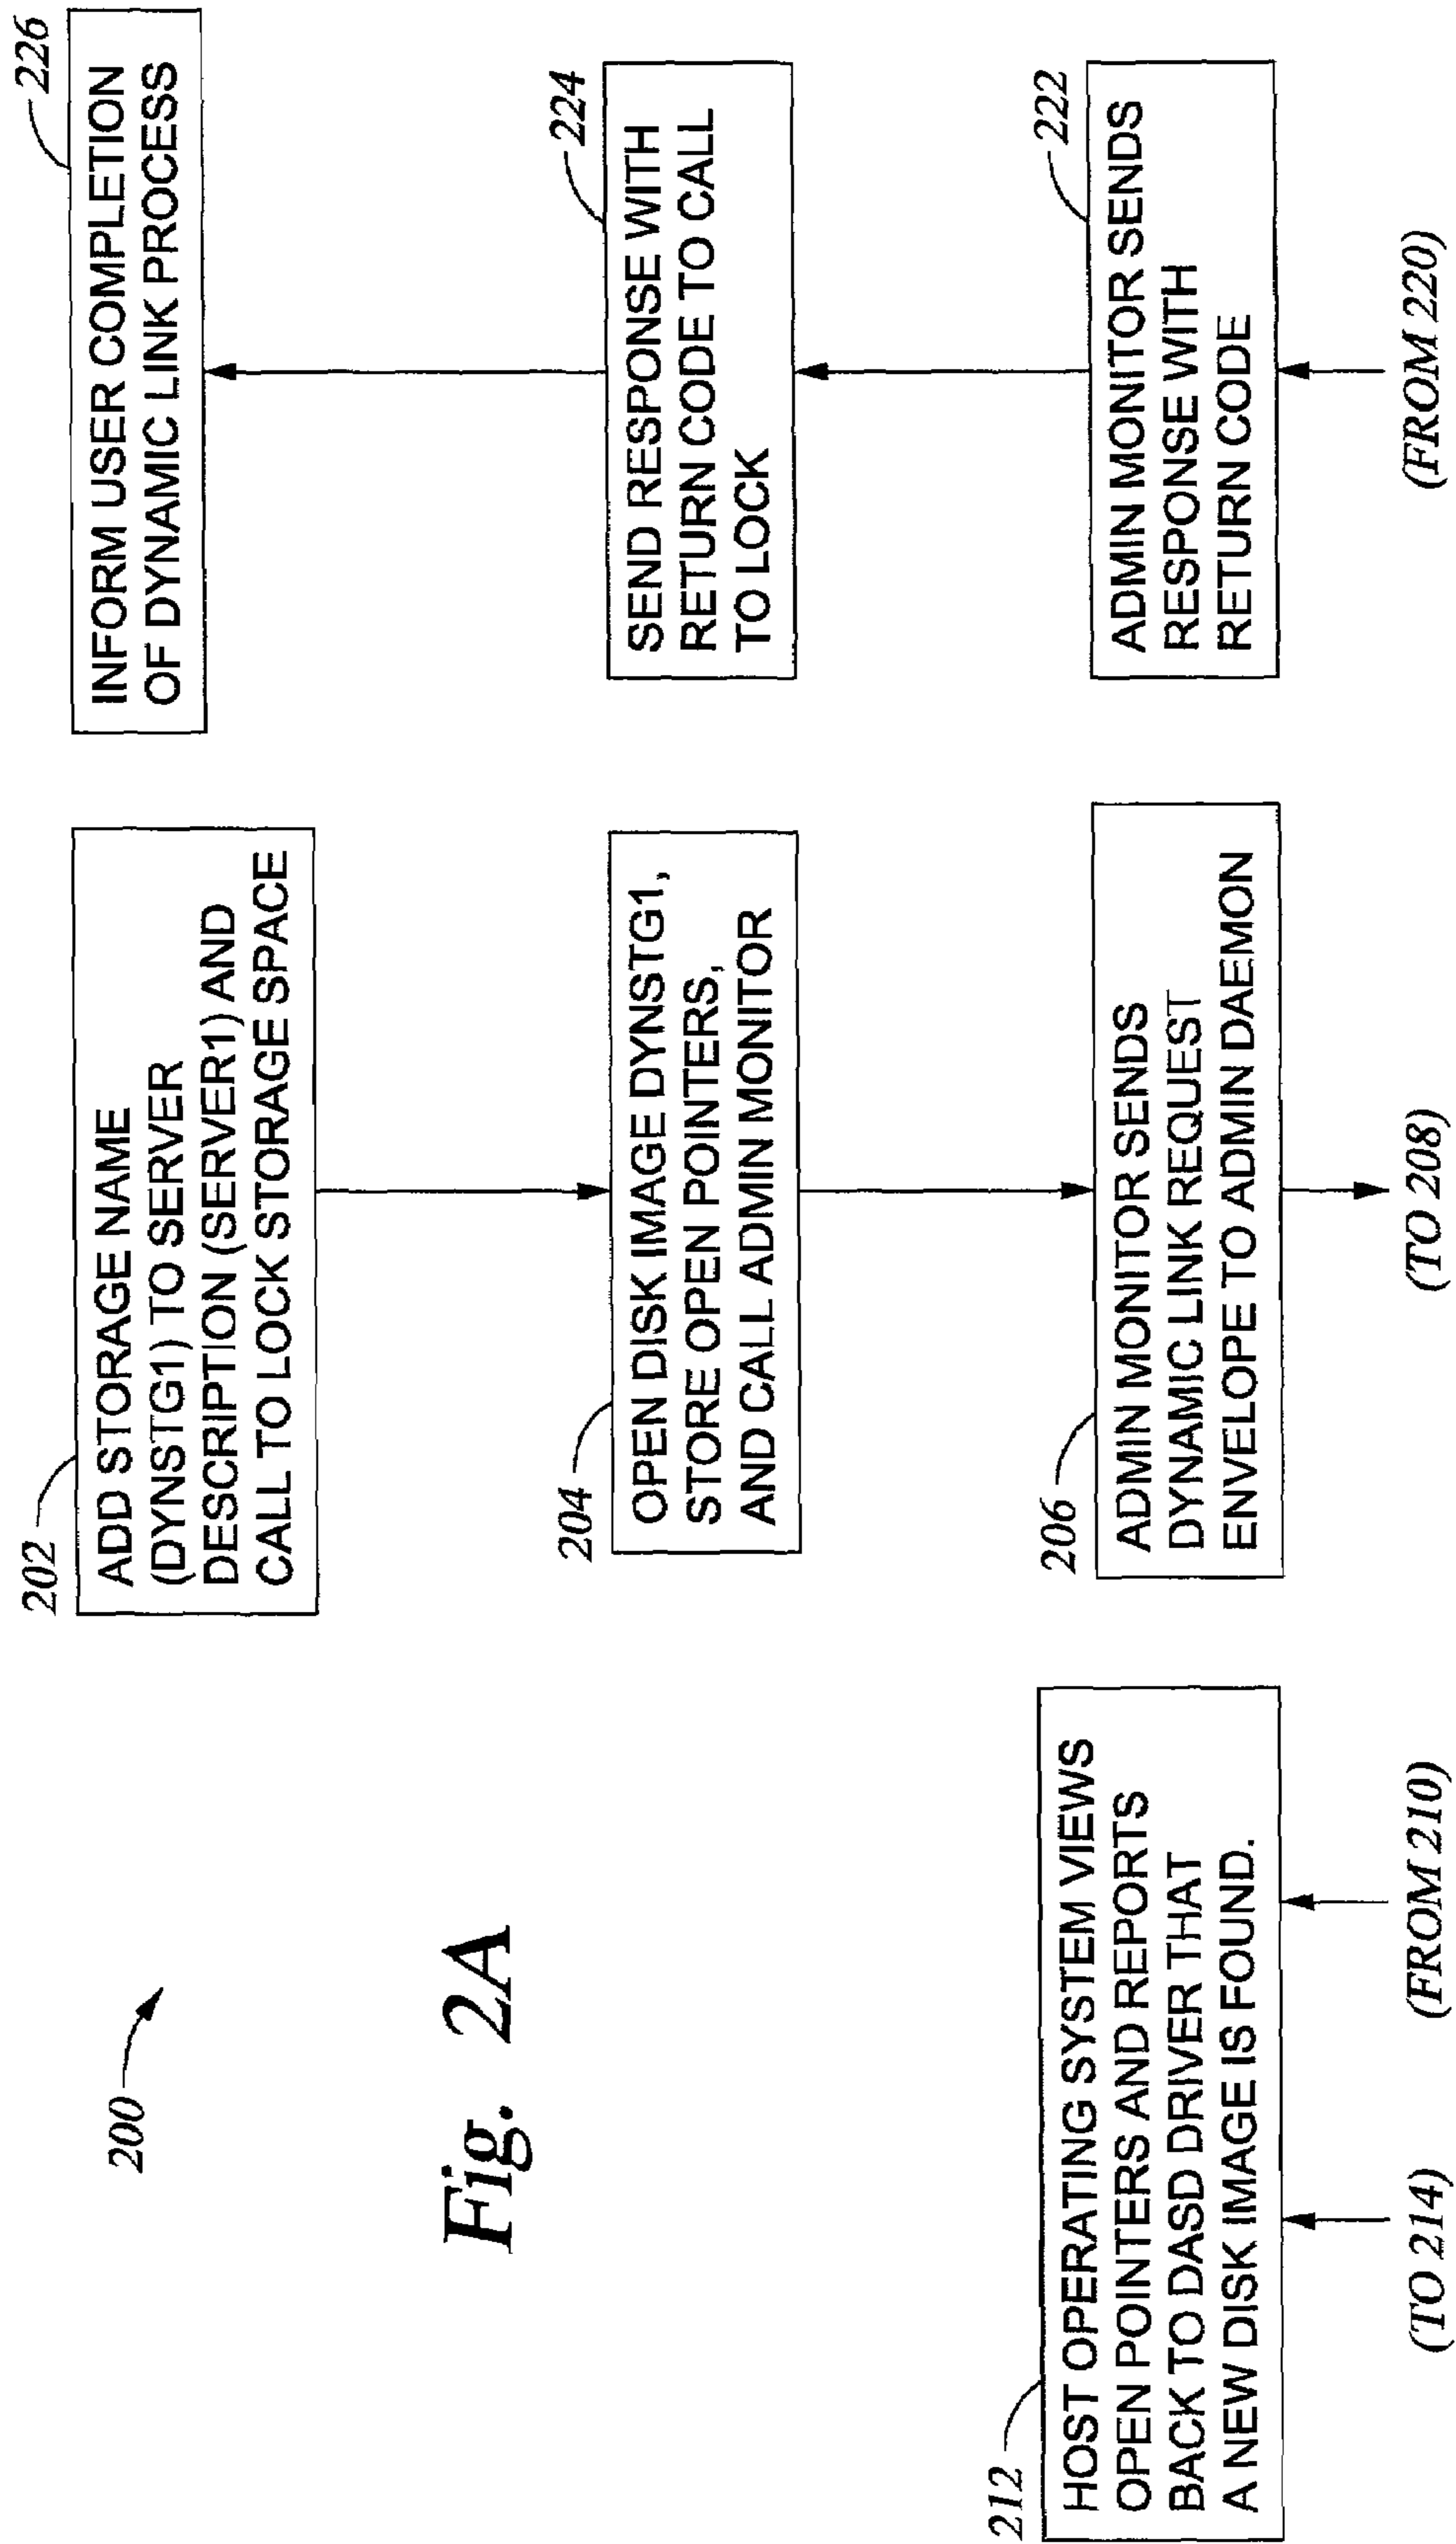 200
Fig. 2A
202
ADD STORAGE NAME
(DYNSTG1) TO SERVER
DESCRIPTION (SERVER1) AND
CALL TO LOCK STORAGE SPACE
204
OPEN DISK IMAGE DYNSTG1,
STORE OPEN POINTERS,
AND CALL ADMIN MONITOR
206
ADMIN MONITOR SENDS
DYNAMIC LINK REQUEST
ENVELOPE TO ADMIN DAEMON
(TO 208)
212
HOST OPERATING SYSTEM VIEWS
OPEN POINTERS AND REPORTS
BACK TO DASD DRIVER THAT
A NEW DISK IMAGE IS FOUND.
(TO 214)
(FROM 210)
226
INFORM USER COMPLETION
OF DYNAMIC LINK PROCESS
224
SEND RESPONSE WITH
RETURN CODE TO CALL
TO LOCK
222
ADMIN MONITOR SENDS
RESPONSE WITH
RETURN CODE
(FROM 220)